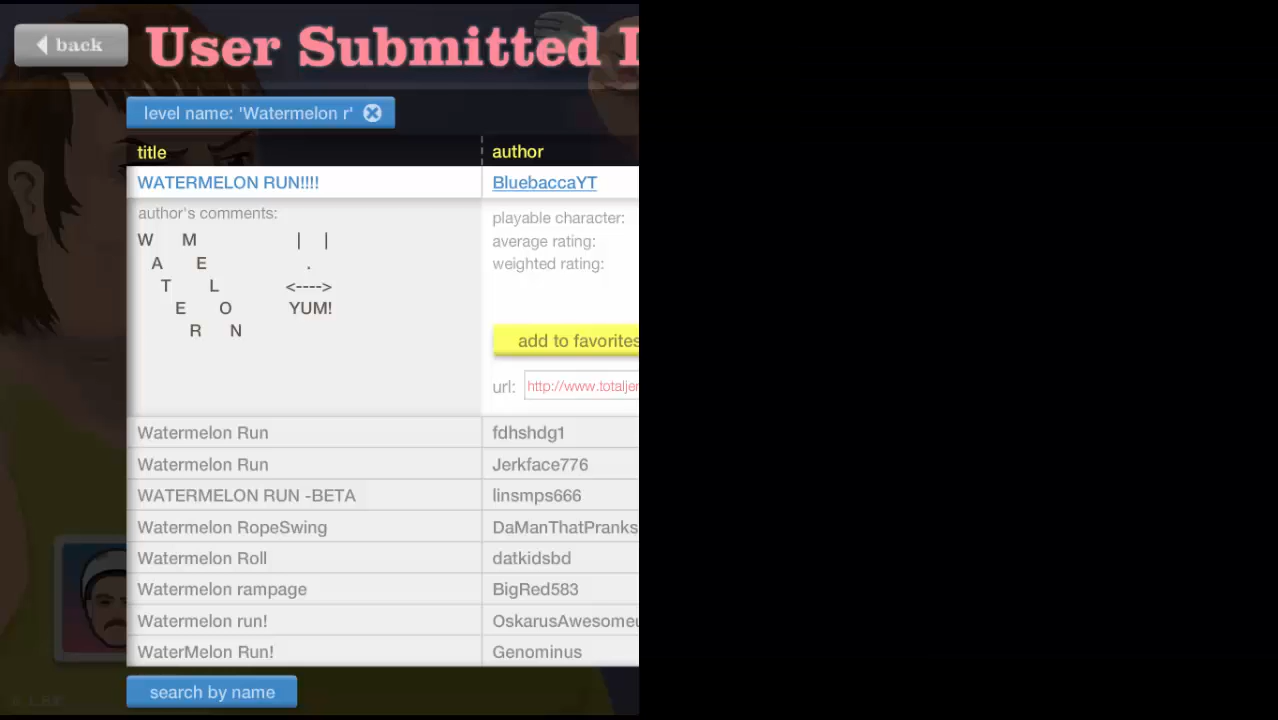 back
User Submitted
level name: 'Watermelon r'
title author
WATERMELON RUN!!!! BluebaccaYT
author's comments:
W M | |
A E .
T L <---->
E O YUM!
R N
playable character:
average rating:
weighted rating:
add to favorites
url: http://www.totaljer
Watermelon Run fdhshdg1
Watermelon Run Jerkface776
WATERMELON RUN -BETA linsmps666
Watermelon RopeSwing DaManThatPranks
Watermelon Roll datkidsbd
Watermelon rampage BigRed583
Watermelon run! OskarusAwesome
WaterMelon Run! Genominus
search by name